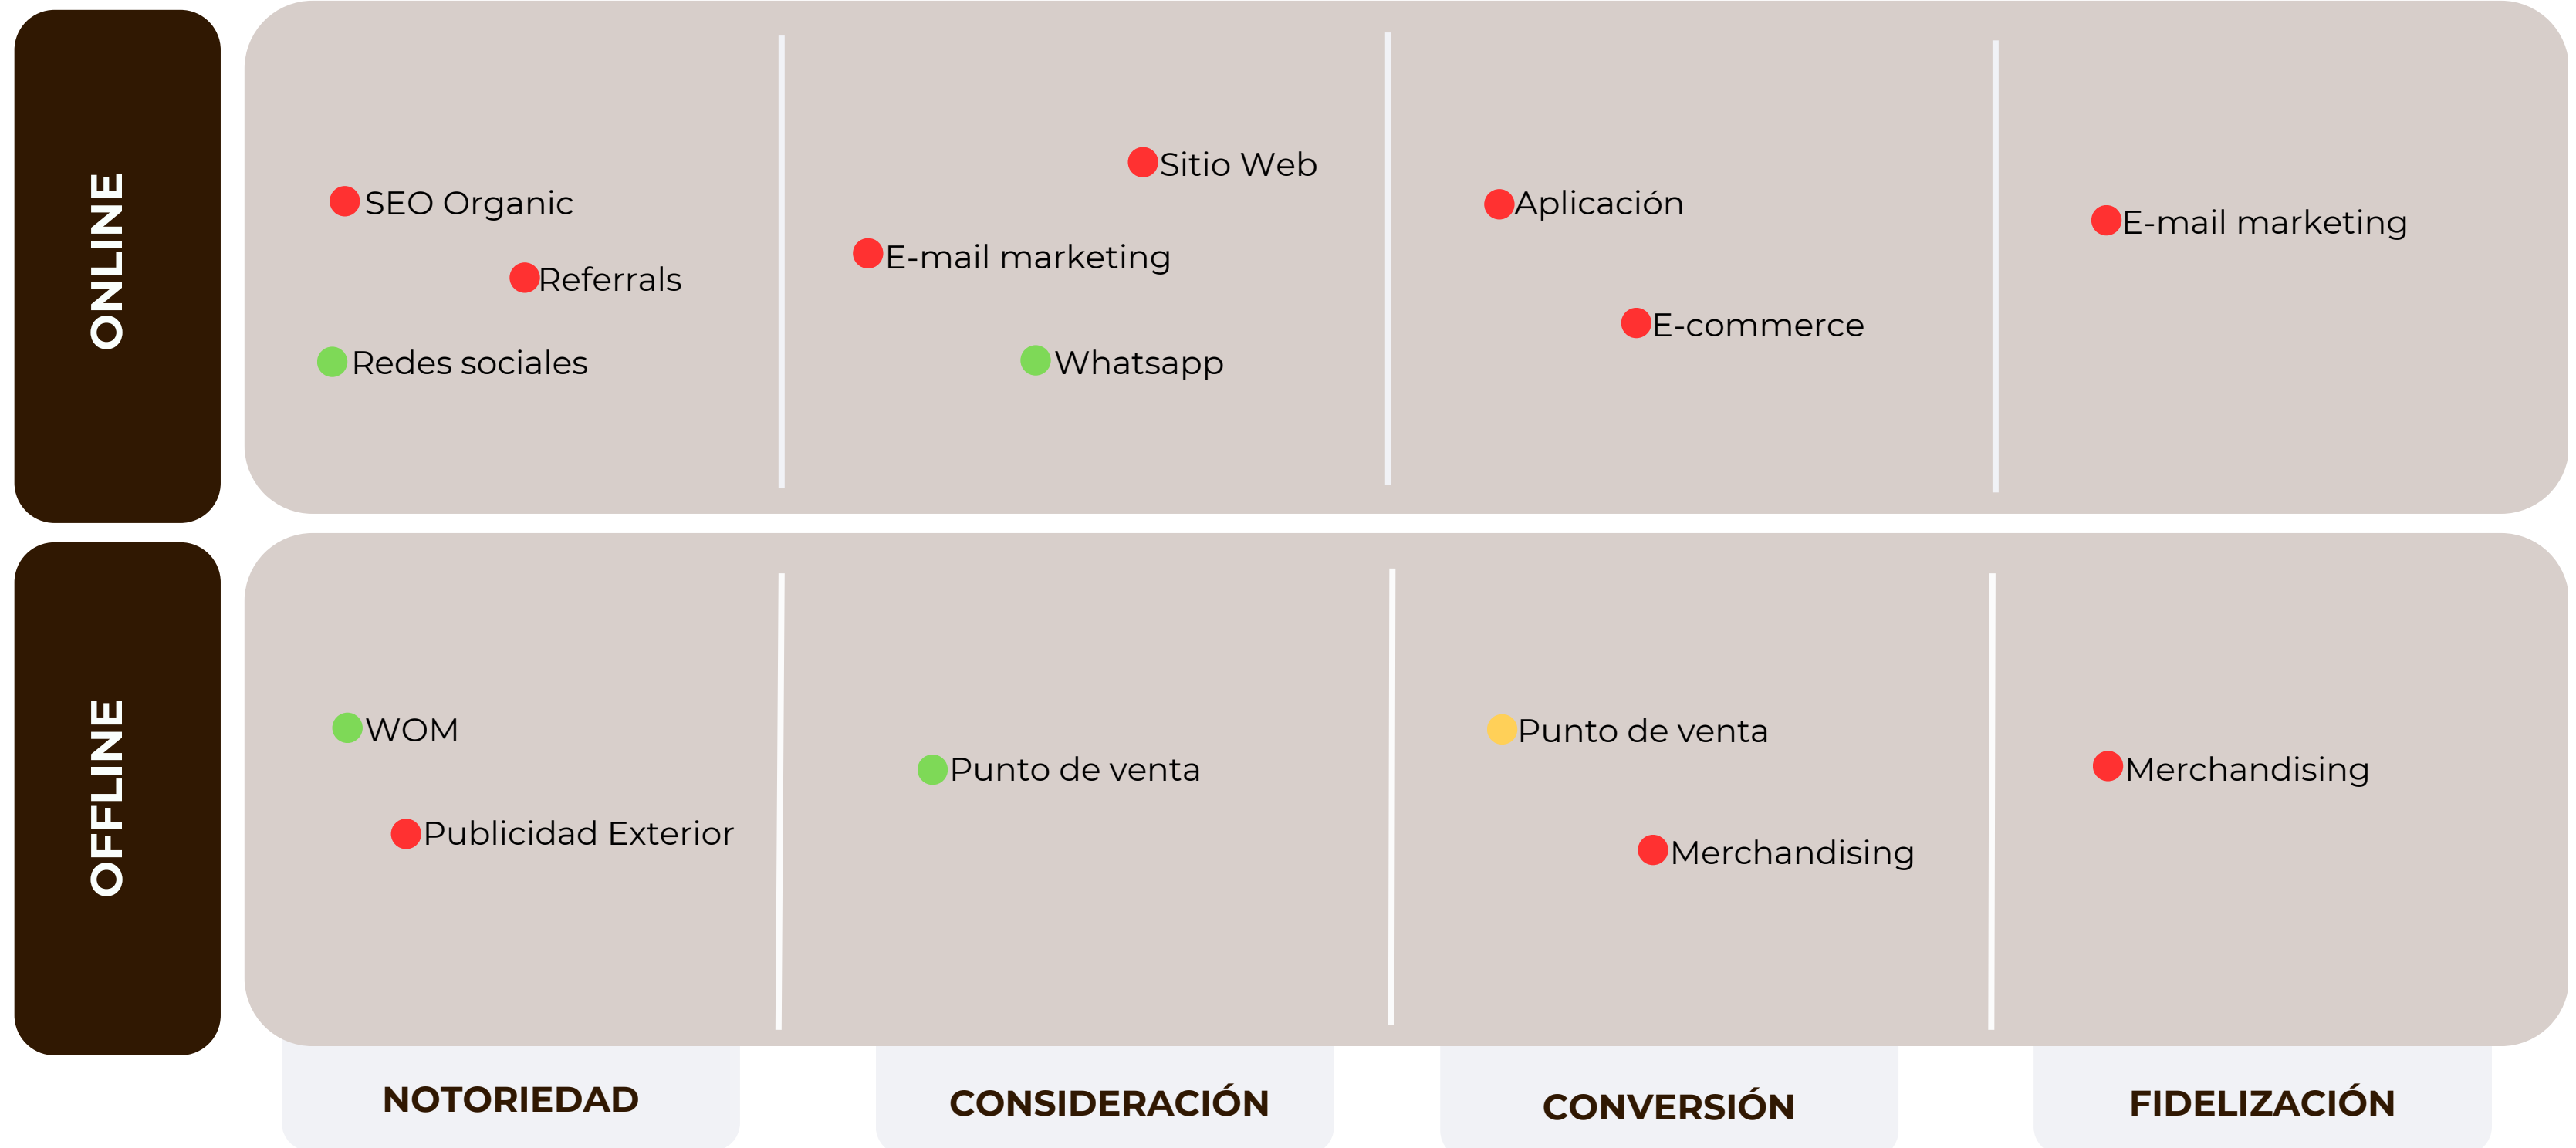 ONLINE
SEO Organic
Referrals
Redes sociales
Sitio Web
E-mail marketing
Whatsapp
Aplicación
E-commerce
E-mail marketing
OFFLINE
WOM
Publicidad Exterior
Punto de venta
Punto de venta
Merchandising
Merchandising
NOTORIEDAD
CONSIDERACIÓN
CONVERSIÓN
FIDELIZACIÓN